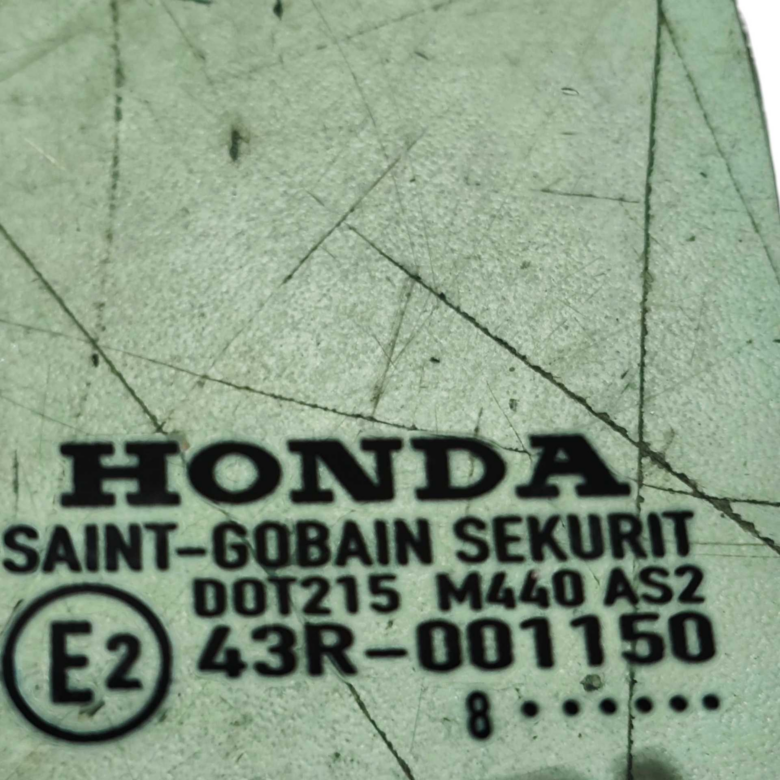 HONDA
SAINT-GOBAIN SEKURIT
DOT215 M440 AS2
E2 43R-001150
8 ••••••